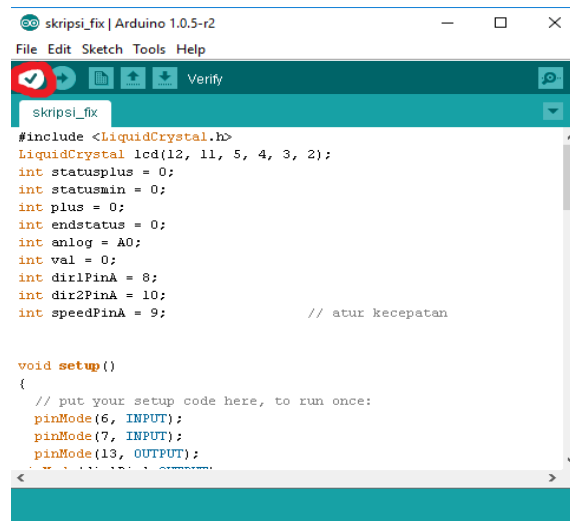 skripsi_fix | Arduino 1.0.5-r2
File Edit Sketch Tools Help
Verify
skripsi_fix
#include <LiquidCrystal.h>
LiquidCrystal lcd(12, 11, 5, 4, 3, 2);
int statusplus = 0;
int statusmin = 0;
int plus = 0;
int endstatus = 0;
int anlog = A0;
int val = 0;
int dir1PinA = 8;
int dir2PinA = 10;
int speedPinA = 9; // atur kecepatan
void setup()
{
// put your setup code here, to run once:
pinMode(6, INPUT);
pinMode(7, INPUT);
pinMode(13, OUTPUT);